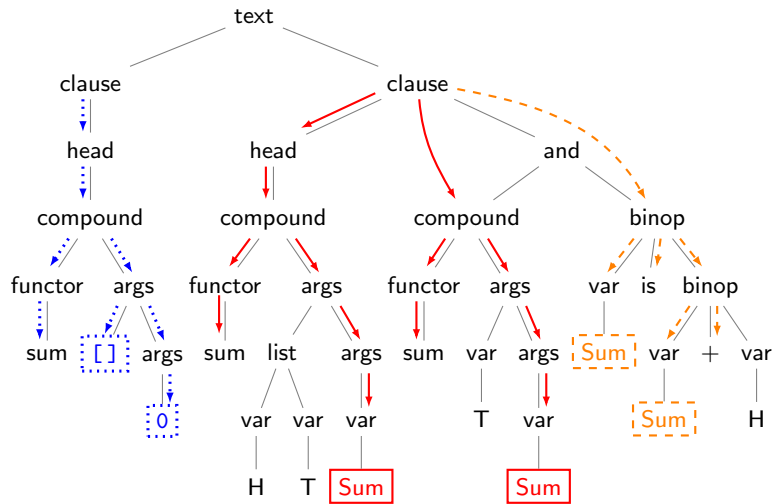 text
clause clause
head head and
compound compound compound binop
functor args functor args functor args var is binop
sum [] args sum list args sum var args Sum var + var
0 var var var T var Sum H
H T Sum Sum